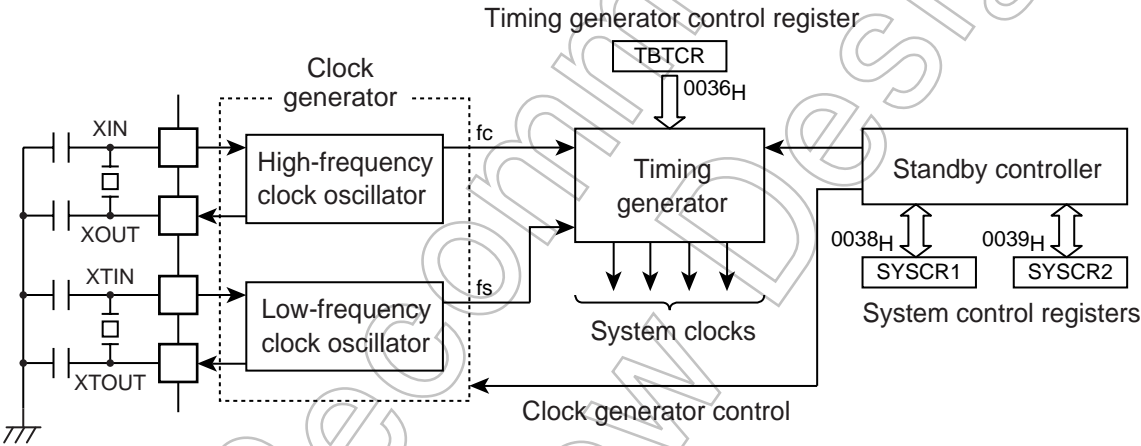 Timing generator control register
TBTCR
0036H
Clock
generator
XIN
High-frequency
clock oscillator
fc
Timing
generator
Standby controller
XOUT
0038H
0039H
SYSCR1
SYSCR2
System control registers
XTIN
Low-frequency
clock oscillator
fs
System clocks
XTOUT
Clock generator control